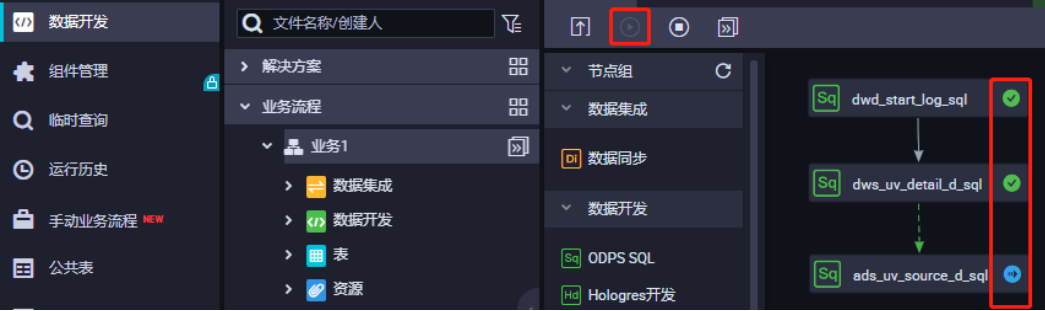 数据开发
组件管理
临时查询
运行历史
手动业务流程 NEW
公共表
文件名称/创建人
解决方案
业务流程
业务1
数据集成
数据开发
表
资源
节点组
数据集成
Di 数据同步
数据开发
Sq ODPS SQL
Hd Hologres开发
Sq dwd_start_log_sql
Sq dws_uv_detail_d_sql
Sq ads_uv_source_d_sql